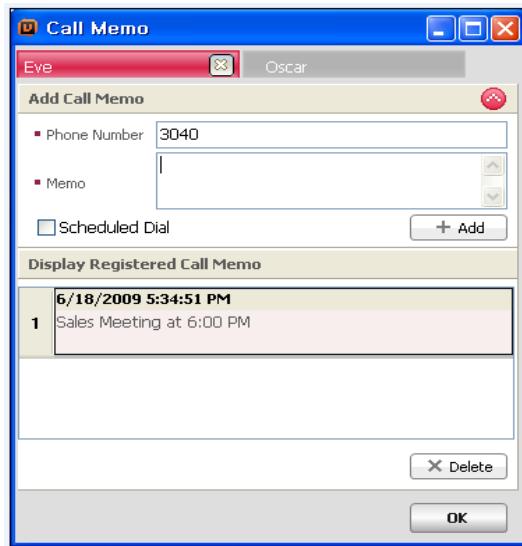 Call Memo
Eve Oscar
Add Call Memo
Phone Number 3040
Memo
Scheduled Dial + Add
Display Registered Call Memo
6/18/2009 5:34:51 PM
1 Sales Meeting at 6:00 PM
Delete
OK